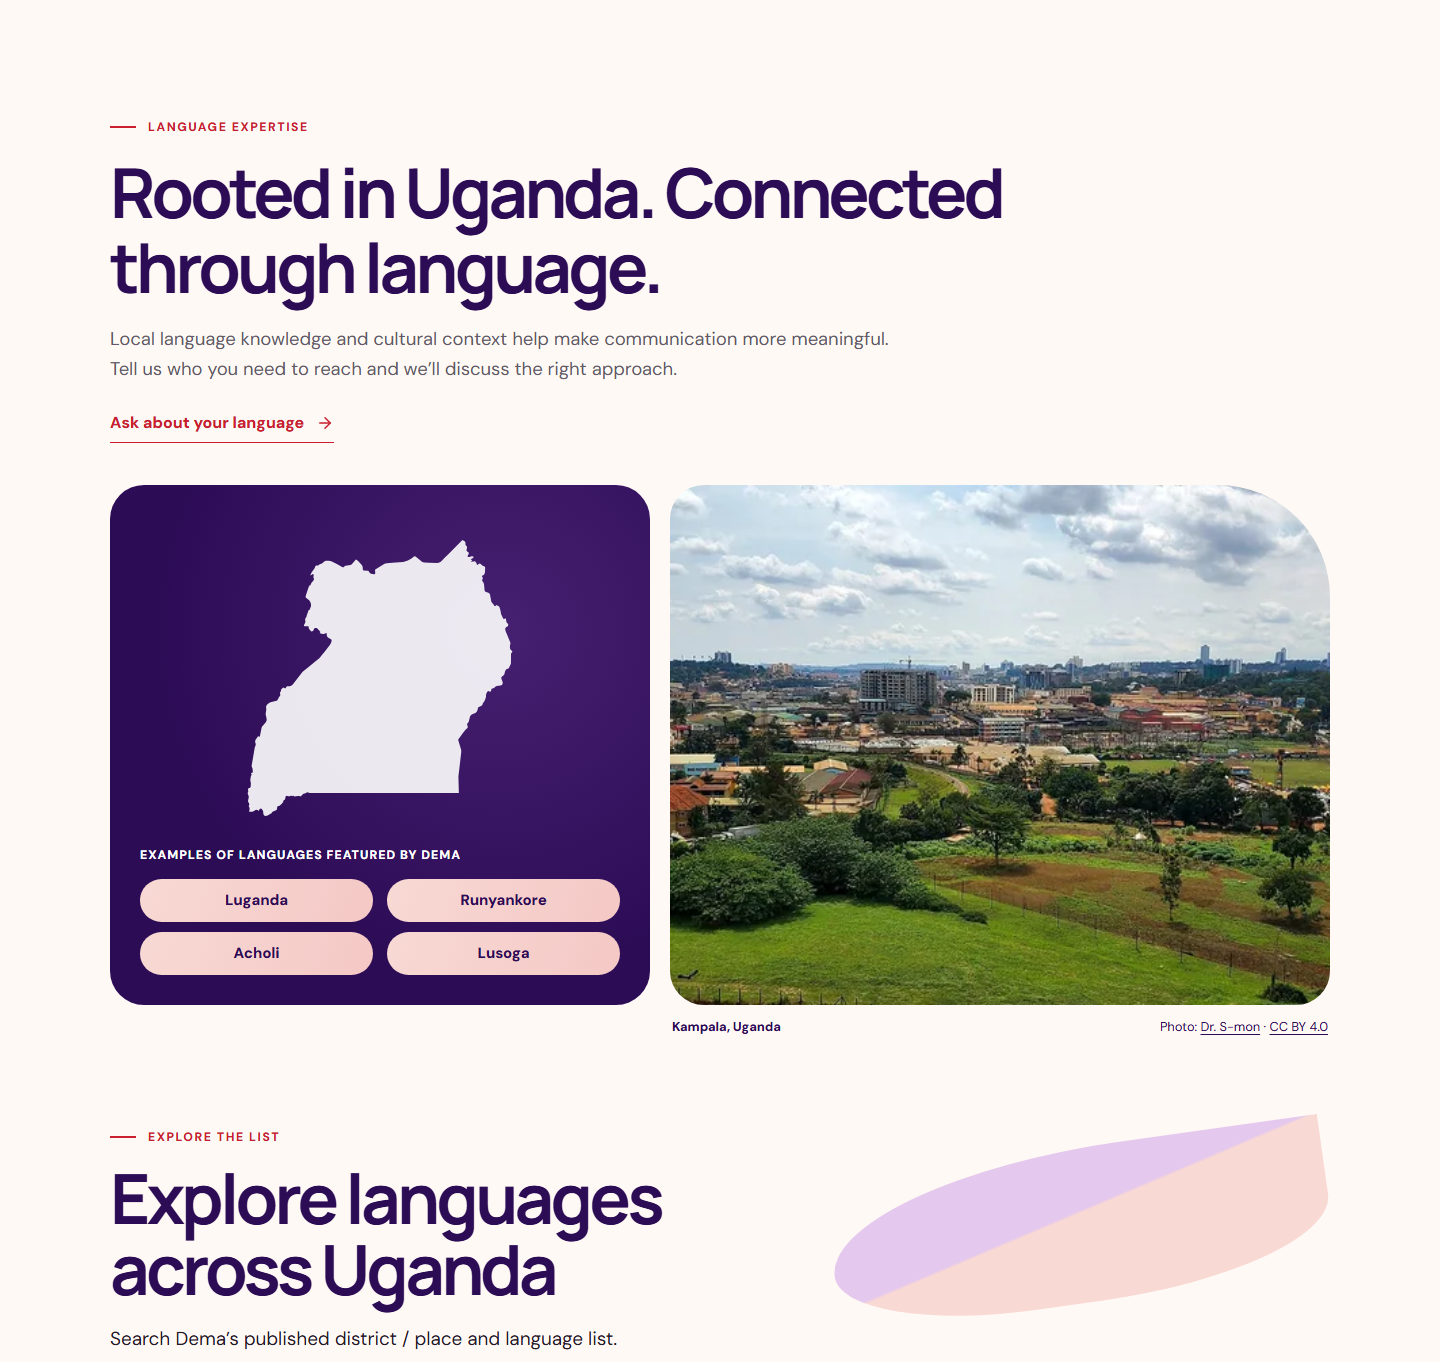 LANGUAGE EXPERTISE
Rooted in Uganda. Connected
through language.
Local language knowledge and cultural context help make communication more meaningful.
Tell us who you need to reach and we’ll discuss the right approach.
Ask about your language →
EXAMPLES OF LANGUAGES FEATURED BY DEMA
Luganda
Runyankore
Acholi
Lusoga
Kampala, Uganda
Photo: Dr. S-mon · CC BY 4.0
EXPLORE THE LIST
Explore languages
across Uganda
Search Dema’s published district / place and language list.